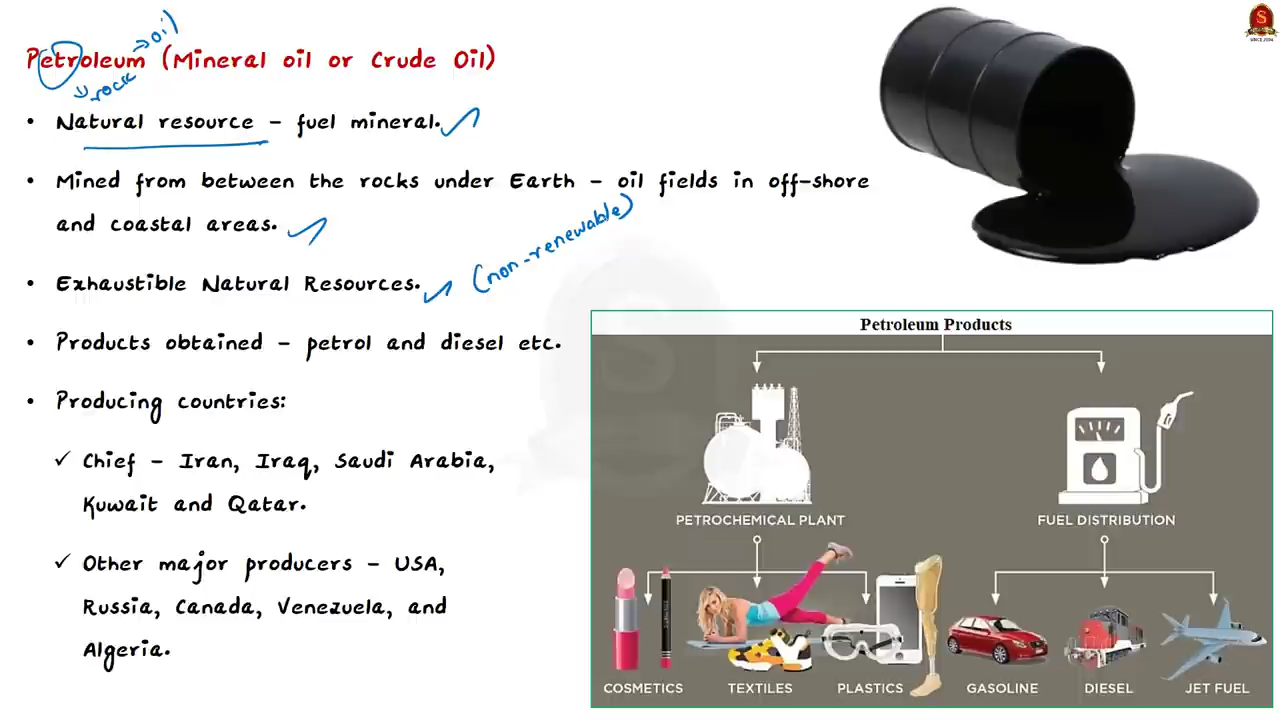 → Oil
Petroleum (Mineral oil or Crude Oil)
⇒ rock
• Natural resource – fuel mineral.
• Mined from between the rocks under Earth – oil fields in off-shore
and coastal areas.
(non-renewable)
• Exhaustible Natural Resources.
• Products obtained – petrol and diesel etc.
• Producing countries:
✓ Chief – Iran, Iraq, Saudi Arabia,
Kuwait and Qatar.
✓ Other major producers – USA,
Russia, Canada, Venezuela, and
Algeria.
S
SINCE 2004
Petroleum Products
PETROCHEMICAL PLANT
FUEL DISTRIBUTION
COSMETICS
TEXTILES
PLASTICS
GASOLINE
DIESEL
JET FUEL
S